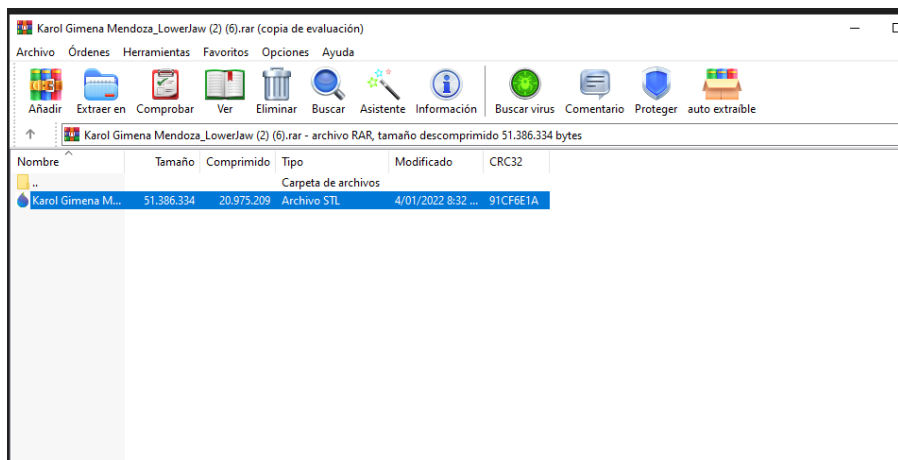 Karol Gimena Mendoza_LowerJaw (2) (6).rar (copia de evaluación)
Archivo Órdenes Herramientas Favoritos Opciones Ayuda
Añadir Extraer en Comprobar Ver Eliminar Buscar Asistente Información Buscar virus Comentario Proteger auto extraíble
Karol Gimena Mendoza_LowerJaw (2) (6).rar - archivo RAR, tamaño descomprimido 51.386.334 bytes
Nombre Tamaño Comprimido Tipo Modificado CRC32
.. Carpeta de archivos
Karol Gimena M... 51.386.334 20.975.209 Archivo STL 4/01/2022 8:32 ... 91CF6E1A